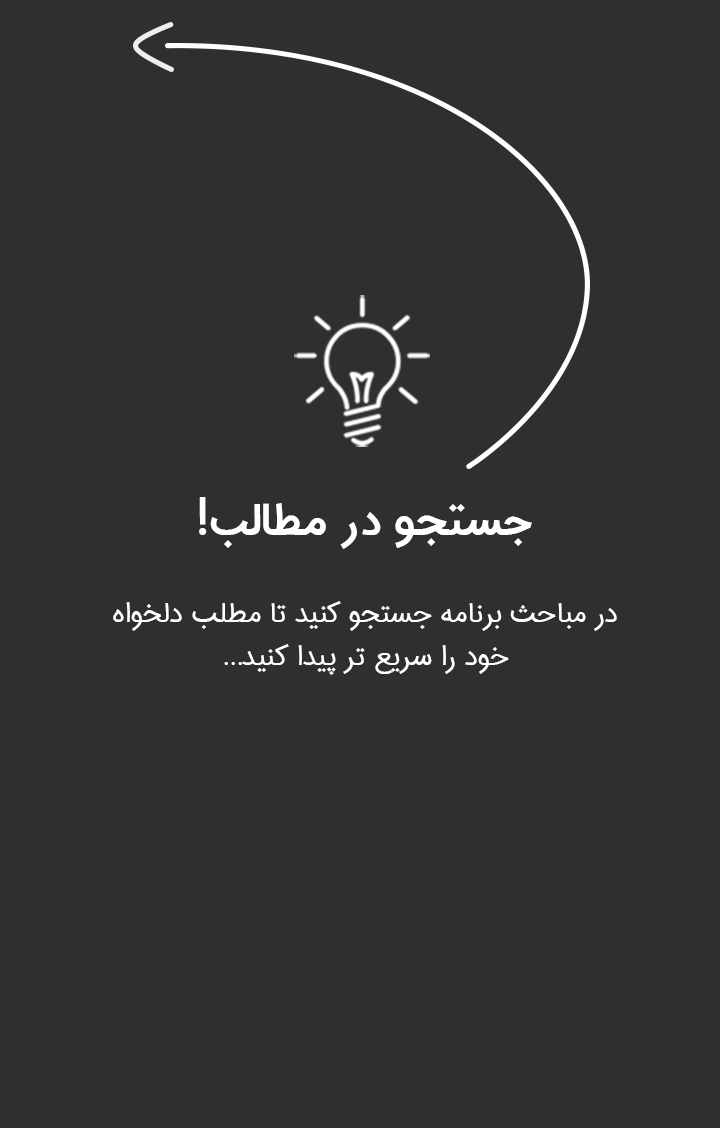 جستجو در مطالب!
در مباحث برنامه جستجو کنید تا مطلب دلخواه
خود را سریع تر پیدا کنید...